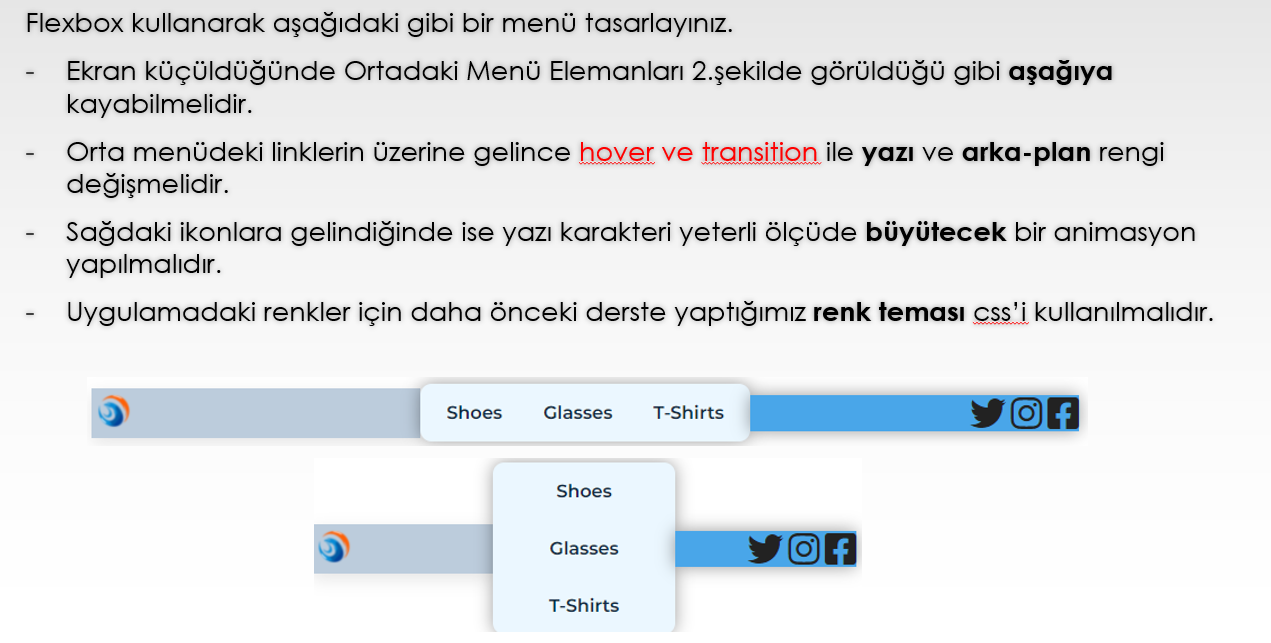 Flexbox kullanarak aşağıdaki gibi bir menü tasarlayınız.
- Ekran küçüldüğünde Ortadaki Menü Elemanları 2.şekilde görüldüğü gibi aşağıya
kayabilmelidir.
- Orta menüdeki linklerin üzerine gelince hover ve transition ile yazı ve arka-plan rengi
değişmelidir.
- Sağdaki ikonlara gelindiğinde ise yazı karakteri yeterli ölçüde büyütecek bir animasyon
yapılmalıdır.
- Uygulamadaki renkler için daha önceki derste yaptığımız renk teması css'i kullanılmalıdır.
Shoes Glasses T-Shirts
Shoes
Glasses
T-Shirts